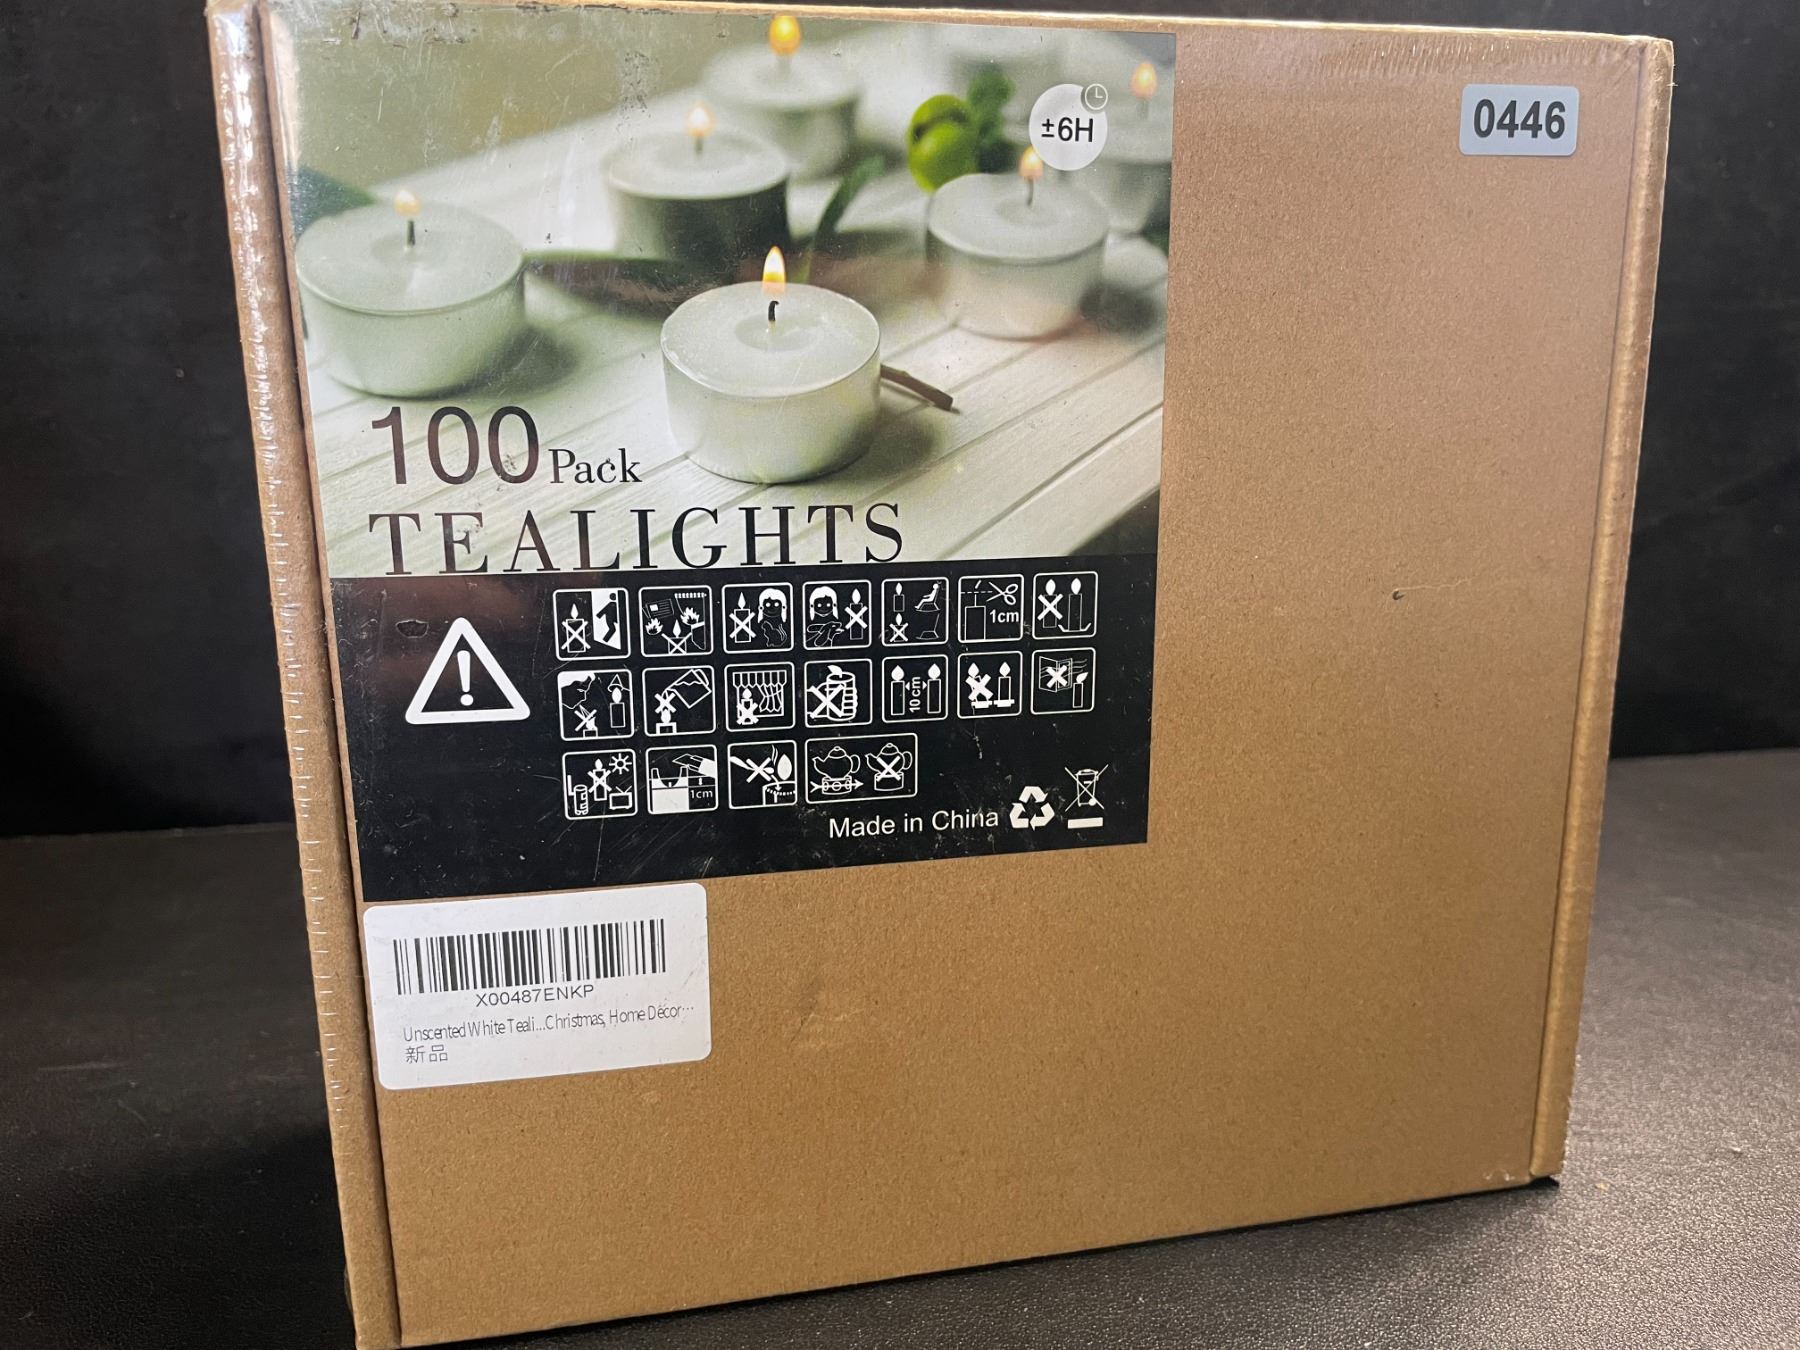 ±6H
0446
100 Pack
TEALIGHTS
1cm
10cm
1cm
Made in China
X00487ENKP
Unscented White Teali...Christmas, Home Décor...
新品